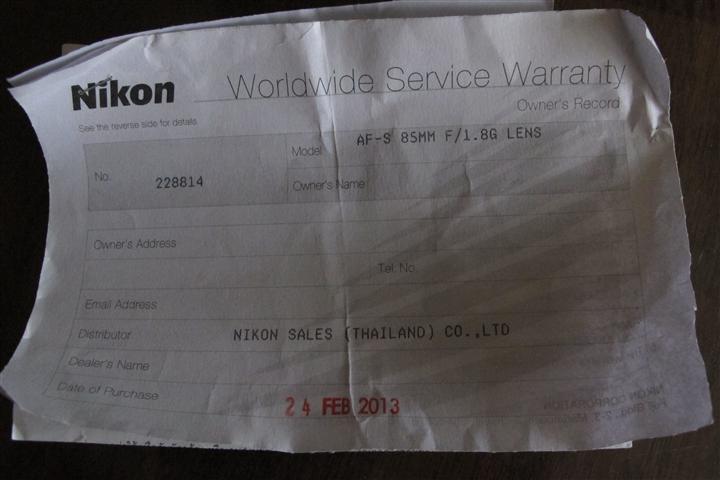 Nikon Worldwide Service Warranty
Owner's Record
See the reverse side for details
Model AF-S 85MM F/1.8G LENS
No. 228814
Owner's Name
Owner's Address
Tel. No.
Email Address
Distributor NIKON SALES (THAILAND) CO.,LTD
Dealer's Name
Date of Purchase 24 FEB 2013
NIKON CORPORATION